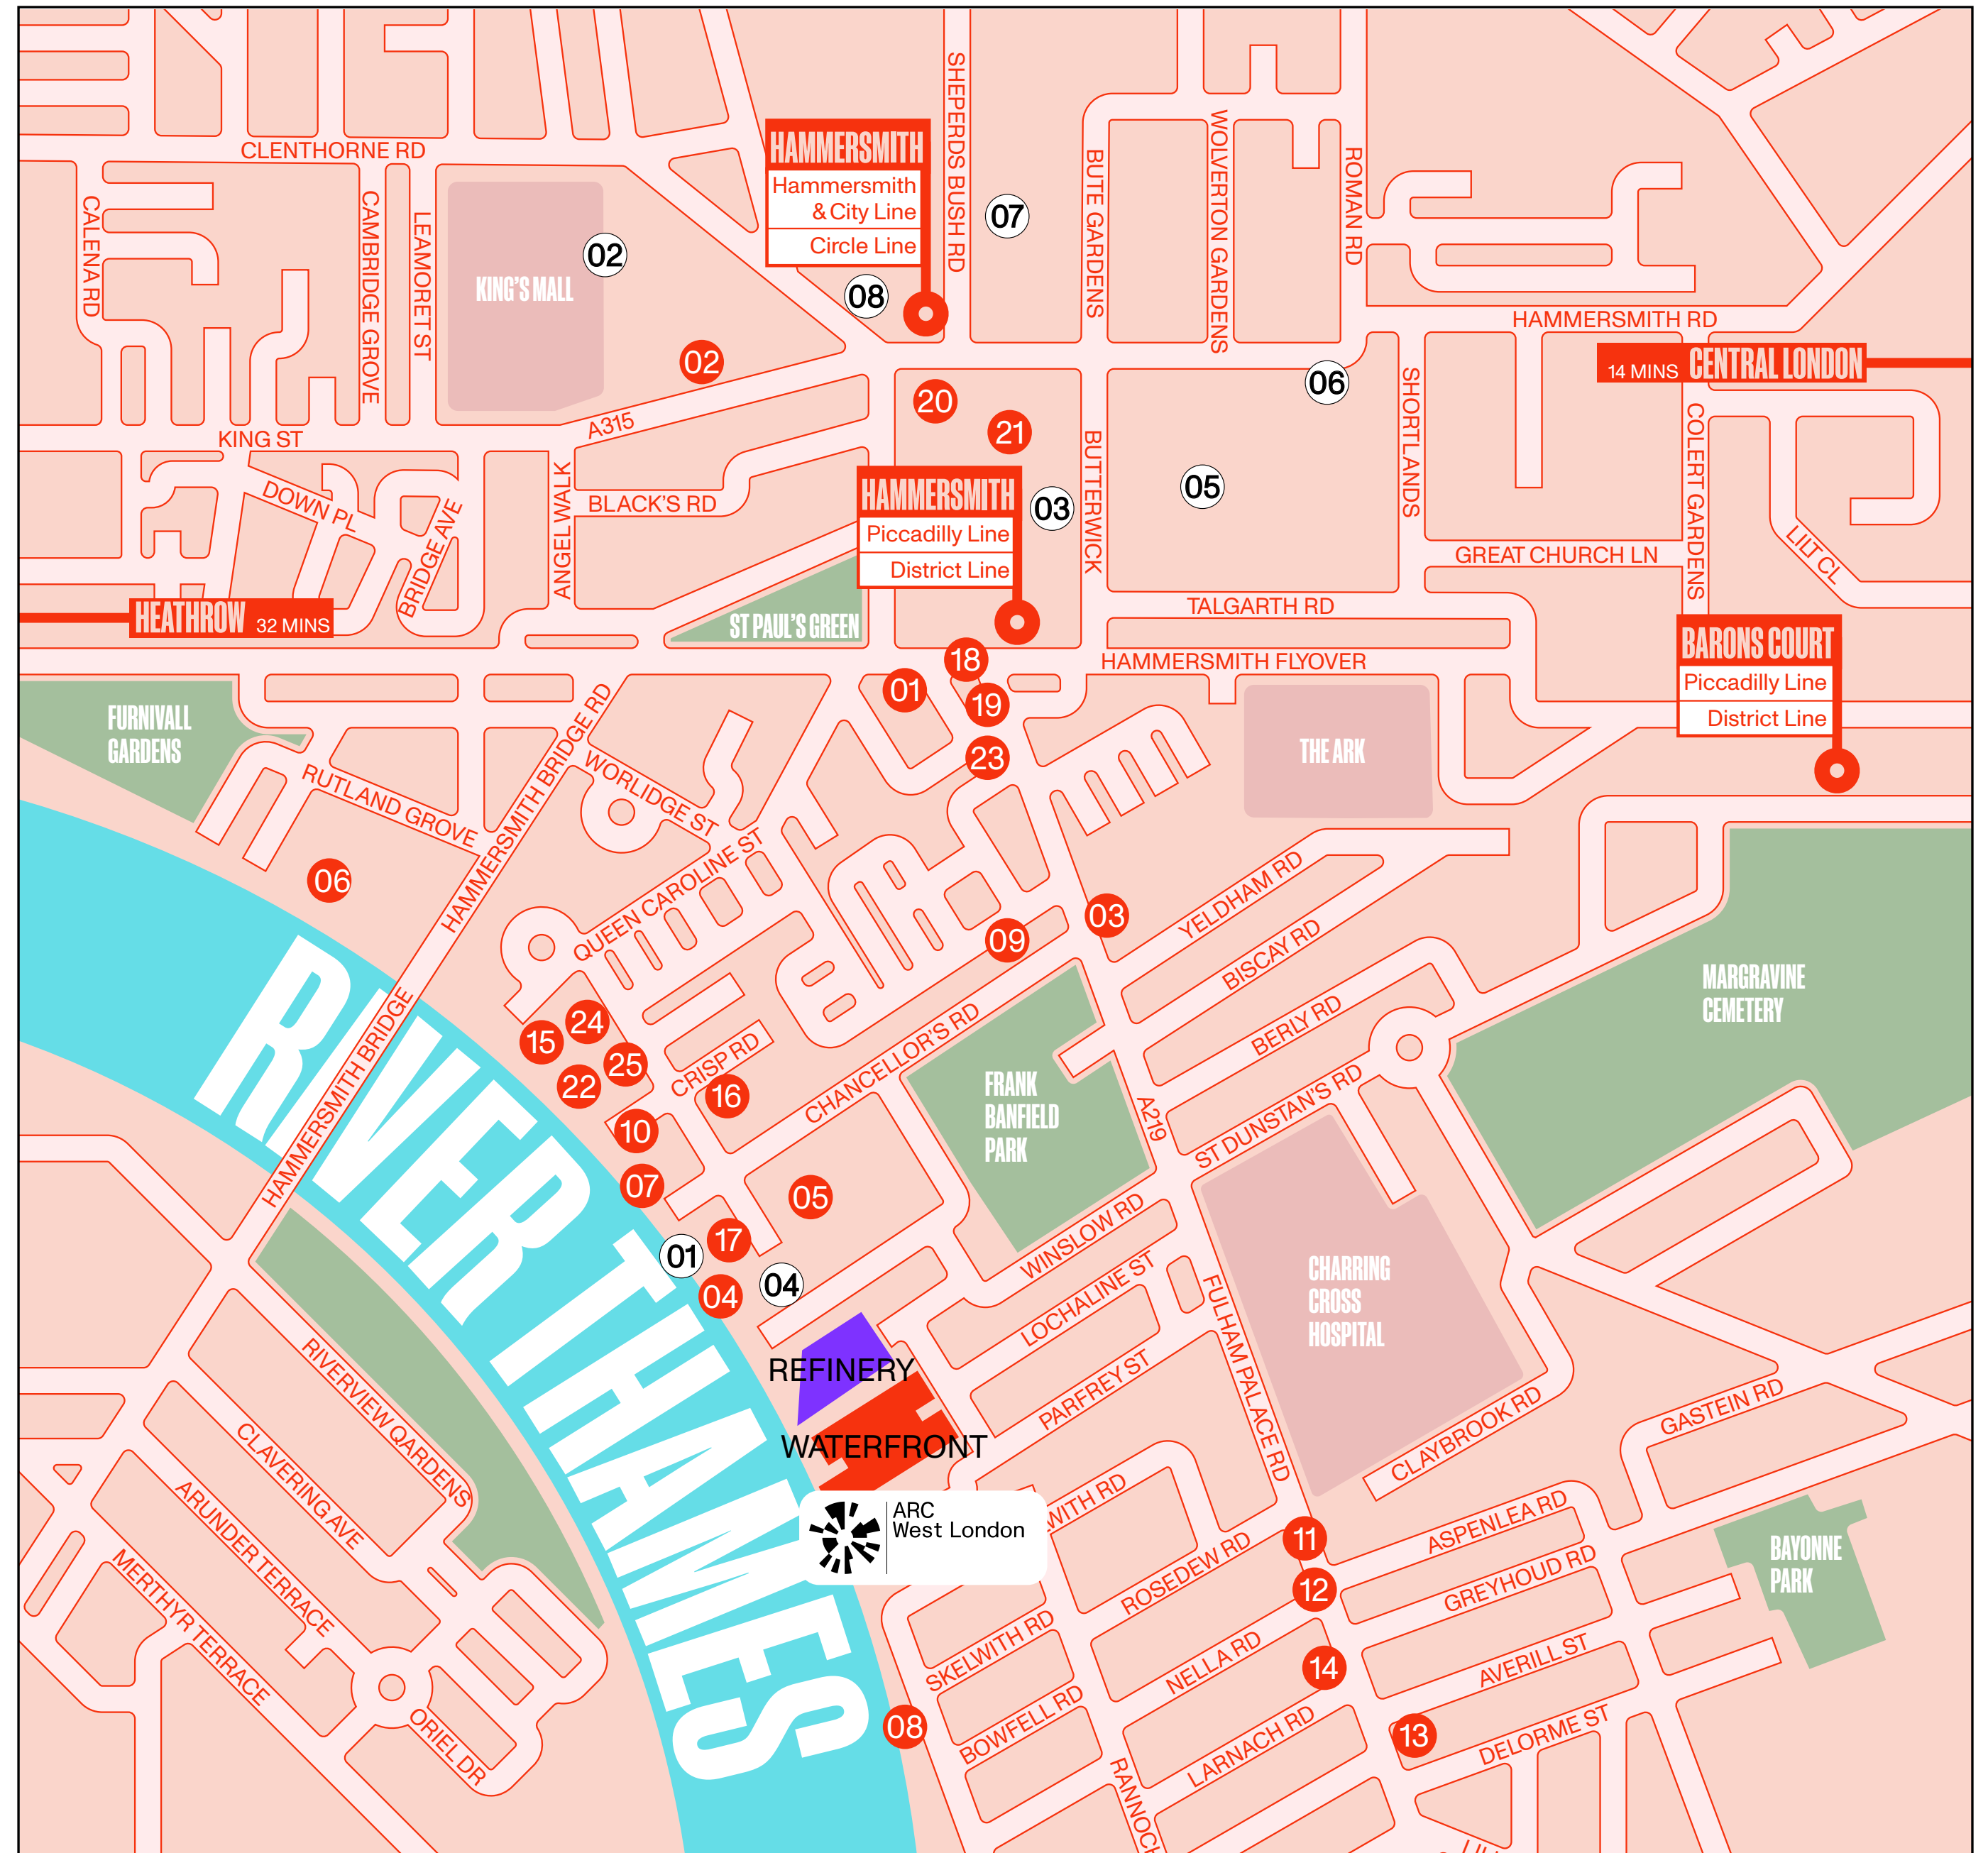 CLENTHORNE RD
CALENA RD
CAMBRIDGE GROVE
LEAMORET ST
KING'S MALL
02
02
HAMMERSMITH
Hammersmith
& City Line
Circle Line
08
SHEPERDS BUSH RD
07
BUTE GARDENS
WOLVERTON GARDENS
ROMAN RD
HAMMERSMITH RD
14 MINS CENTRAL LONDON
06
KING ST
A315
20
21
DOWN PL
BRIDGE AVE
ANGEL WALK
BLACK'S RD
HAMMERSMITH
Piccadilly Line
District Line
03
BUTTERWICK
05
SHORTLANDS
COLERT GARDENS
GREAT CHURCH LN
LILT CL
HEATHROW 32 MINS
ST PAUL'S GREEN
TALGARTH RD
HAMMERSMITH FLYOVER
BARONS COURT
Piccadilly Line
District Line
18
01
19
23
FURNIVALL
GARDENS
RUTLAND GROVE
HAMMERSMITH BRIDGE RD
WORLIDGE ST
THE ARK
06
QUEEN CAROLINE ST
09
03
YELDHAM RD
BISCAY RD
BERLY RD
MARGRAVINE
CEMETERY
RIVER THAMES
HAMMERSMITH BRIDGE
24
15
25
22
CRISP RD
16
10
CHANCELLOR'S RD
FRANK
BANFIELD
PARK
A219
ST DUNSTAN'S RD
07
05
17
01
04
04
WINSLOW RD
LOCHALINE ST
PARFREY ST
FULHAM PALACE RD
CHARRING
CROSS
HOSPITAL
CLAYBROOK RD
GASTEIN RD
REFINERY
WATERFRONT
ARC
West London
WITH RD
RIVERVIEW QARDENS
CLAVERING AVE
ARUNDER TERRACE
MERTHYR TERRACE
ORIEL DR
ROSEDEW RD
11
12
ASPENLEA RD
GREYHOUD RD
BAYONNE
PARK
SKELWITH RD
NELLA RD
14
AVERILL ST
08
BOWFELL RD
LARNACH RD
13
DELORME ST
RANNOCH